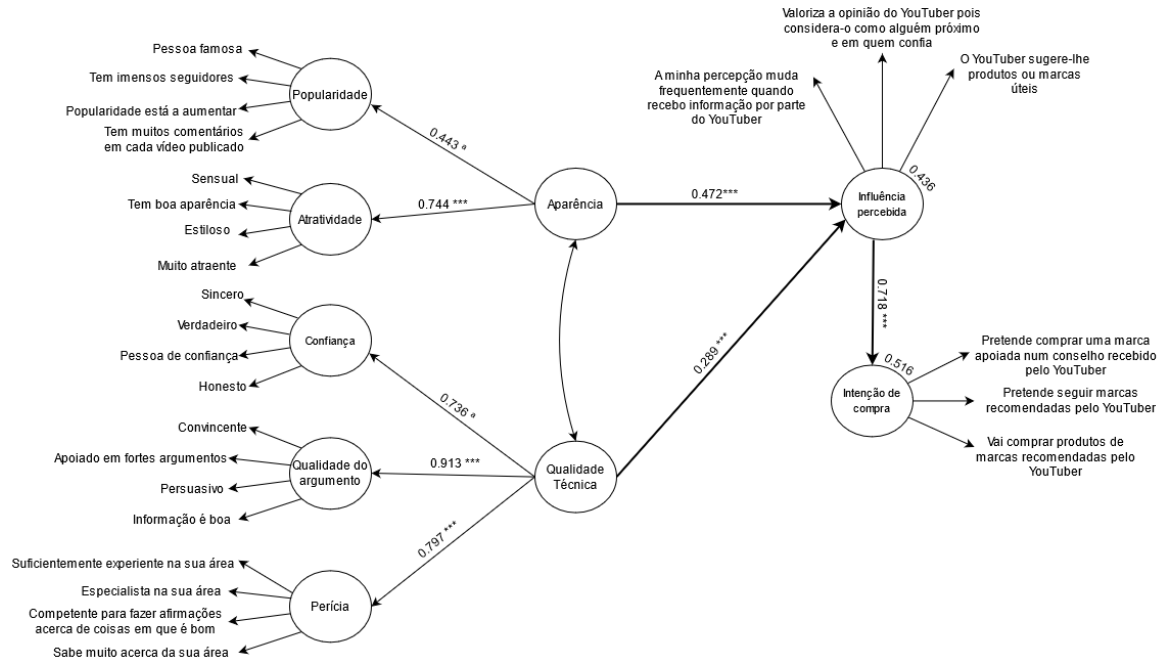 Pessoa famosa
Tem imensos seguidores
Popularidade está a aumentar
Tem muitos comentários
em cada vídeo publicado
Popularidade
Sensual
Tem boa aparência
Estiloso
Muito atraente
Atratividade
Sincero
Verdadeiro
Pessoa de confiança
Honesto
Confiança
Convincente
Apoiado em fortes argumentos
Persuasivo
Informação é boa
Qualidade do
argumento
Suficientemente experiente na sua área
Especialista na sua área
Competente para fazer afirmações
acerca de coisas em que é bom
Sabe muito acerca da sua área
Perícia
0.443 ª
0.744 ***
0.736 ª
0.913 ***
0.797 ***
Aparência
Qualidade
Técnica
0.472***
0.289 ***
A minha percepção muda
frequentemente quando
recebo informação por parte
do YouTuber
Valoriza a opinião do YouTuber pois
considera-o como alguém próximo
e em quem confia
O YouTuber sugere-lhe
produtos ou marcas
úteis
0.436
Influência
percebida
0.718 ***
0.516
Intenção de
compra
Pretende comprar uma marca
apoiada num conselho recebido
pelo YouTuber
Pretende seguir marcas
recomendadas pelo YouTuber
Vai comprar produtos de
marcas recomendadas pelo
YouTuber